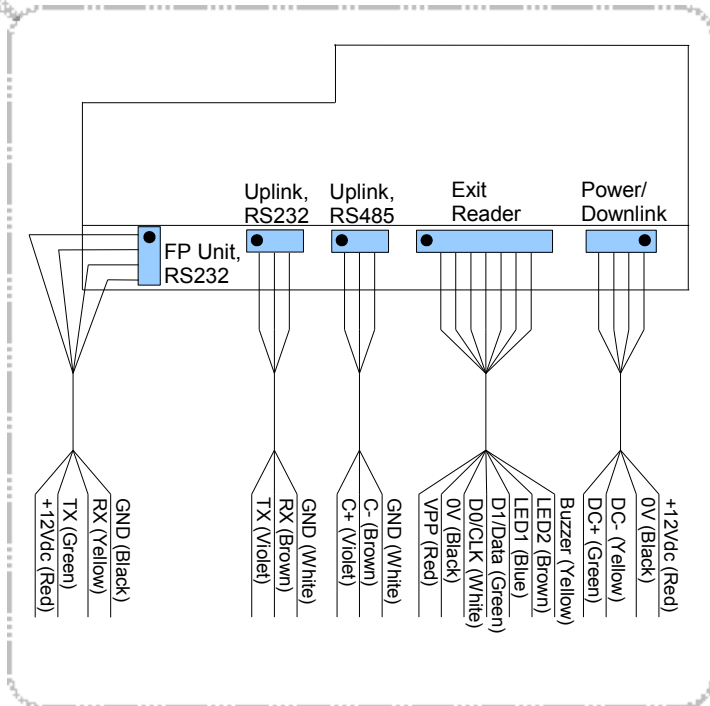 Uplink,
RS232
Uplink,
RS485
Exit
Reader
Power/
Downlink
FP Unit,
RS232
+12Vdc (Red)
TX (Green)
RX (Yellow)
GND (Black)
TX (Violet)
RX (Brown)
GND (White)
C+ (Violet)
C- (Brown)
GND (White)
VPP (Red)
0V (Black)
D0/CLK (White)
D1/Data (Green)
LED1 (Blue)
LED2 (Brown)
Buzzer (Yellow)
DC+ (Green)
DC- (Yellow)
0V (Black)
+12Vdc (Red)